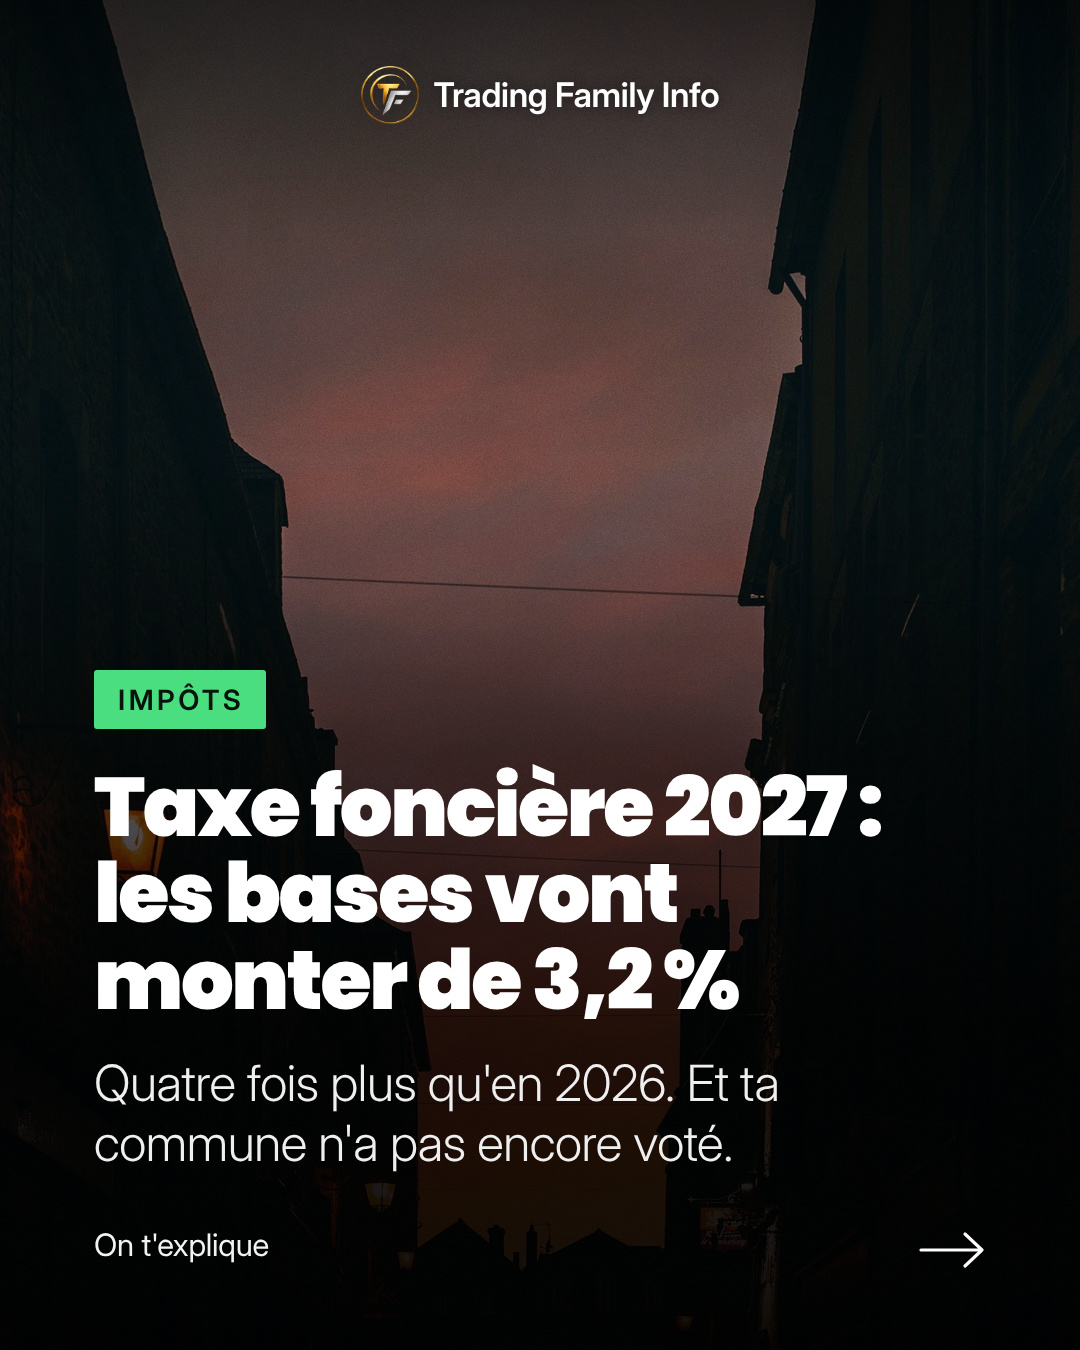 TF Trading Family Info
IMPÔTS
Taxe foncière 2027 :
les bases vont
monter de 3,2 %
Quatre fois plus qu'en 2026. Et ta
commune n'a pas encore voté.
On t'explique